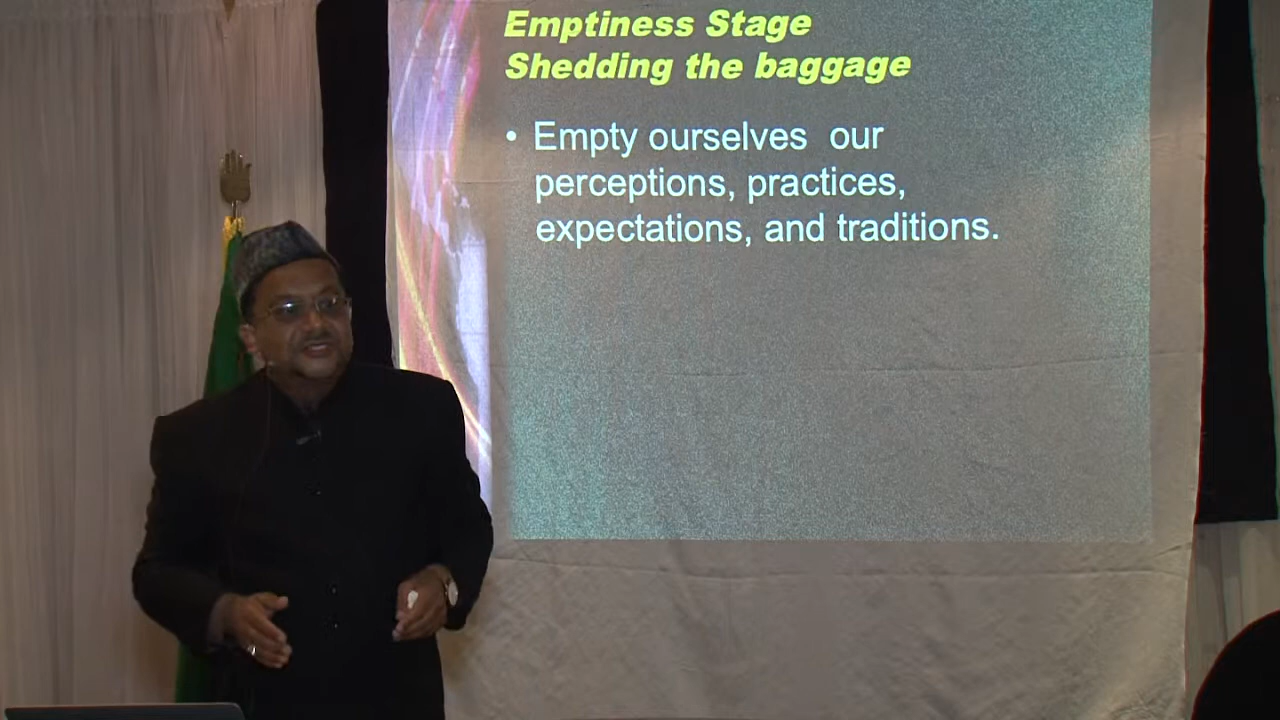 Emptiness Stage
Shedding the baggage
• Empty ourselves our
perceptions, practices,
expectations, and traditions.